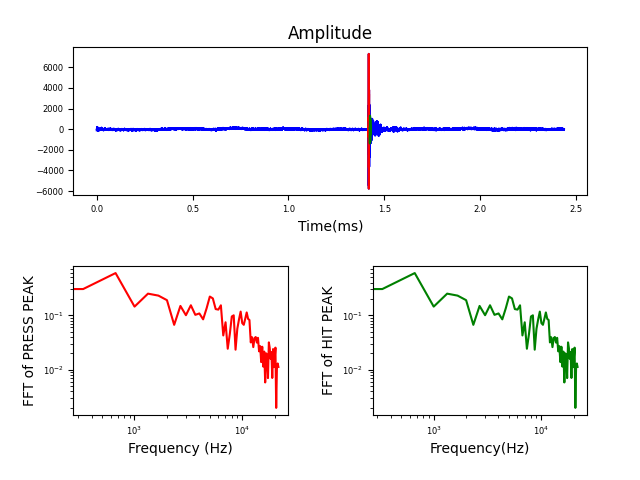 Amplitude
6000
4000
2000
0
−2000
−4000
−6000
0.0 0.5 1.0 1.5 2.0 2.5
Time(ms)
FFT of PRESS PEAK
10⁻¹
10⁻²
10³ 10⁴
Frequency (Hz)
FFT of HIT PEAK
10⁻¹
10⁻²
10³ 10⁴
Frequency(Hz)